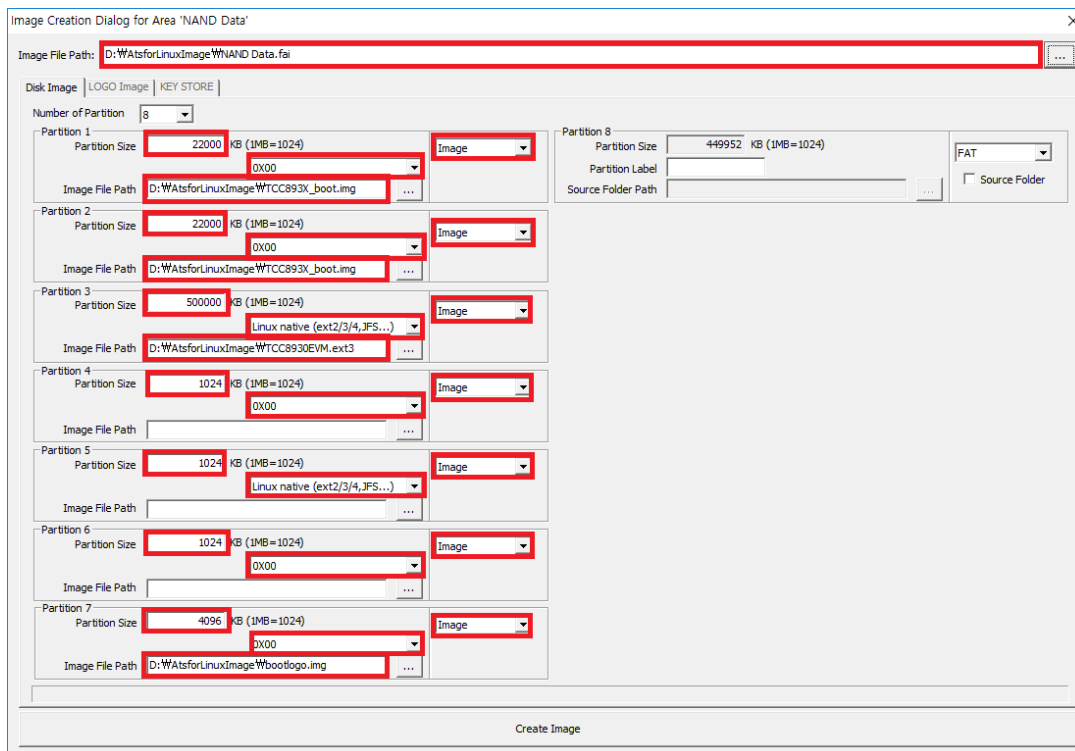 Image Creation Dialog for Area 'NAND Data'
Image File Path: D:₩AtsforLinuxImage₩NAND Data.fai ...
Disk Image LOGO Image KEY STORE
Number of Partition 8
Partition 1
Partition Size 22000 KB (1MB=1024) Image
0X00
Image File Path D:₩AtsforLinuxImage₩TCC893X_boot.img ...
Partition 2
Partition Size 22000 KB (1MB=1024) Image
0X00
Image File Path D:₩AtsforLinuxImage₩TCC893X_boot.img ...
Partition 3
Partition Size 500000 KB (1MB=1024) Image
Linux native (ext2/3/4,JFS...)
Image File Path D:₩AtsforLinuxImage₩TCC8930EVM.ext3 ...
Partition 4
Partition Size 1024 KB (1MB=1024) Image
0X00
Image File Path ...
Partition 5
Partition Size 1024 KB (1MB=1024) Image
Linux native (ext2/3/4,JFS...)
Image File Path ...
Partition 6
Partition Size 1024 KB (1MB=1024) Image
0X00
Image File Path ...
Partition 7
Partition Size 4096 KB (1MB=1024) Image
0X00
Image File Path D:₩AtsforLinuxImage₩bootlogo.img ...
Partition 8
Partition Size 449952 KB (1MB=1024) FAT
Partition Label
Source Folder Path ... Source Folder
Create Image